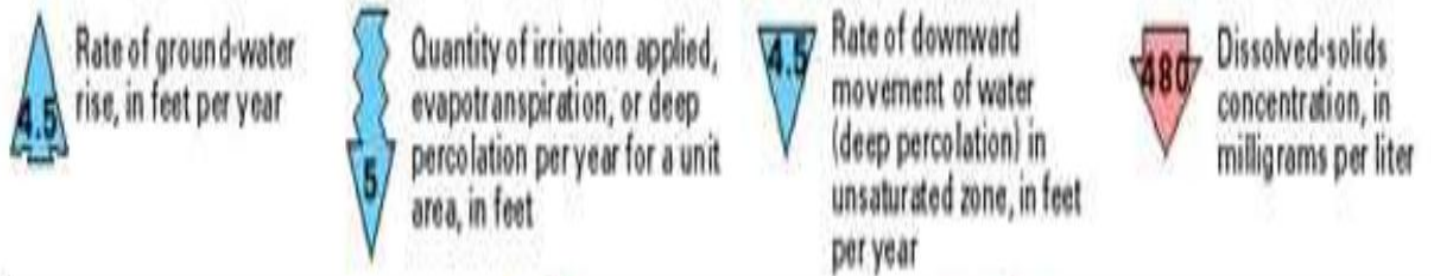 4.5
Rate of ground-water
rise, in feet per year
5
Quantity of irrigation applied,
evapotranspiration, or deep
percolation per year for a unit
area, in feet
4.5
Rate of downward
movement of water
(deep percolation) in
unsaturated zone, in feet
per year
480
Dissolved-solids
concentration, in
milligrams per liter